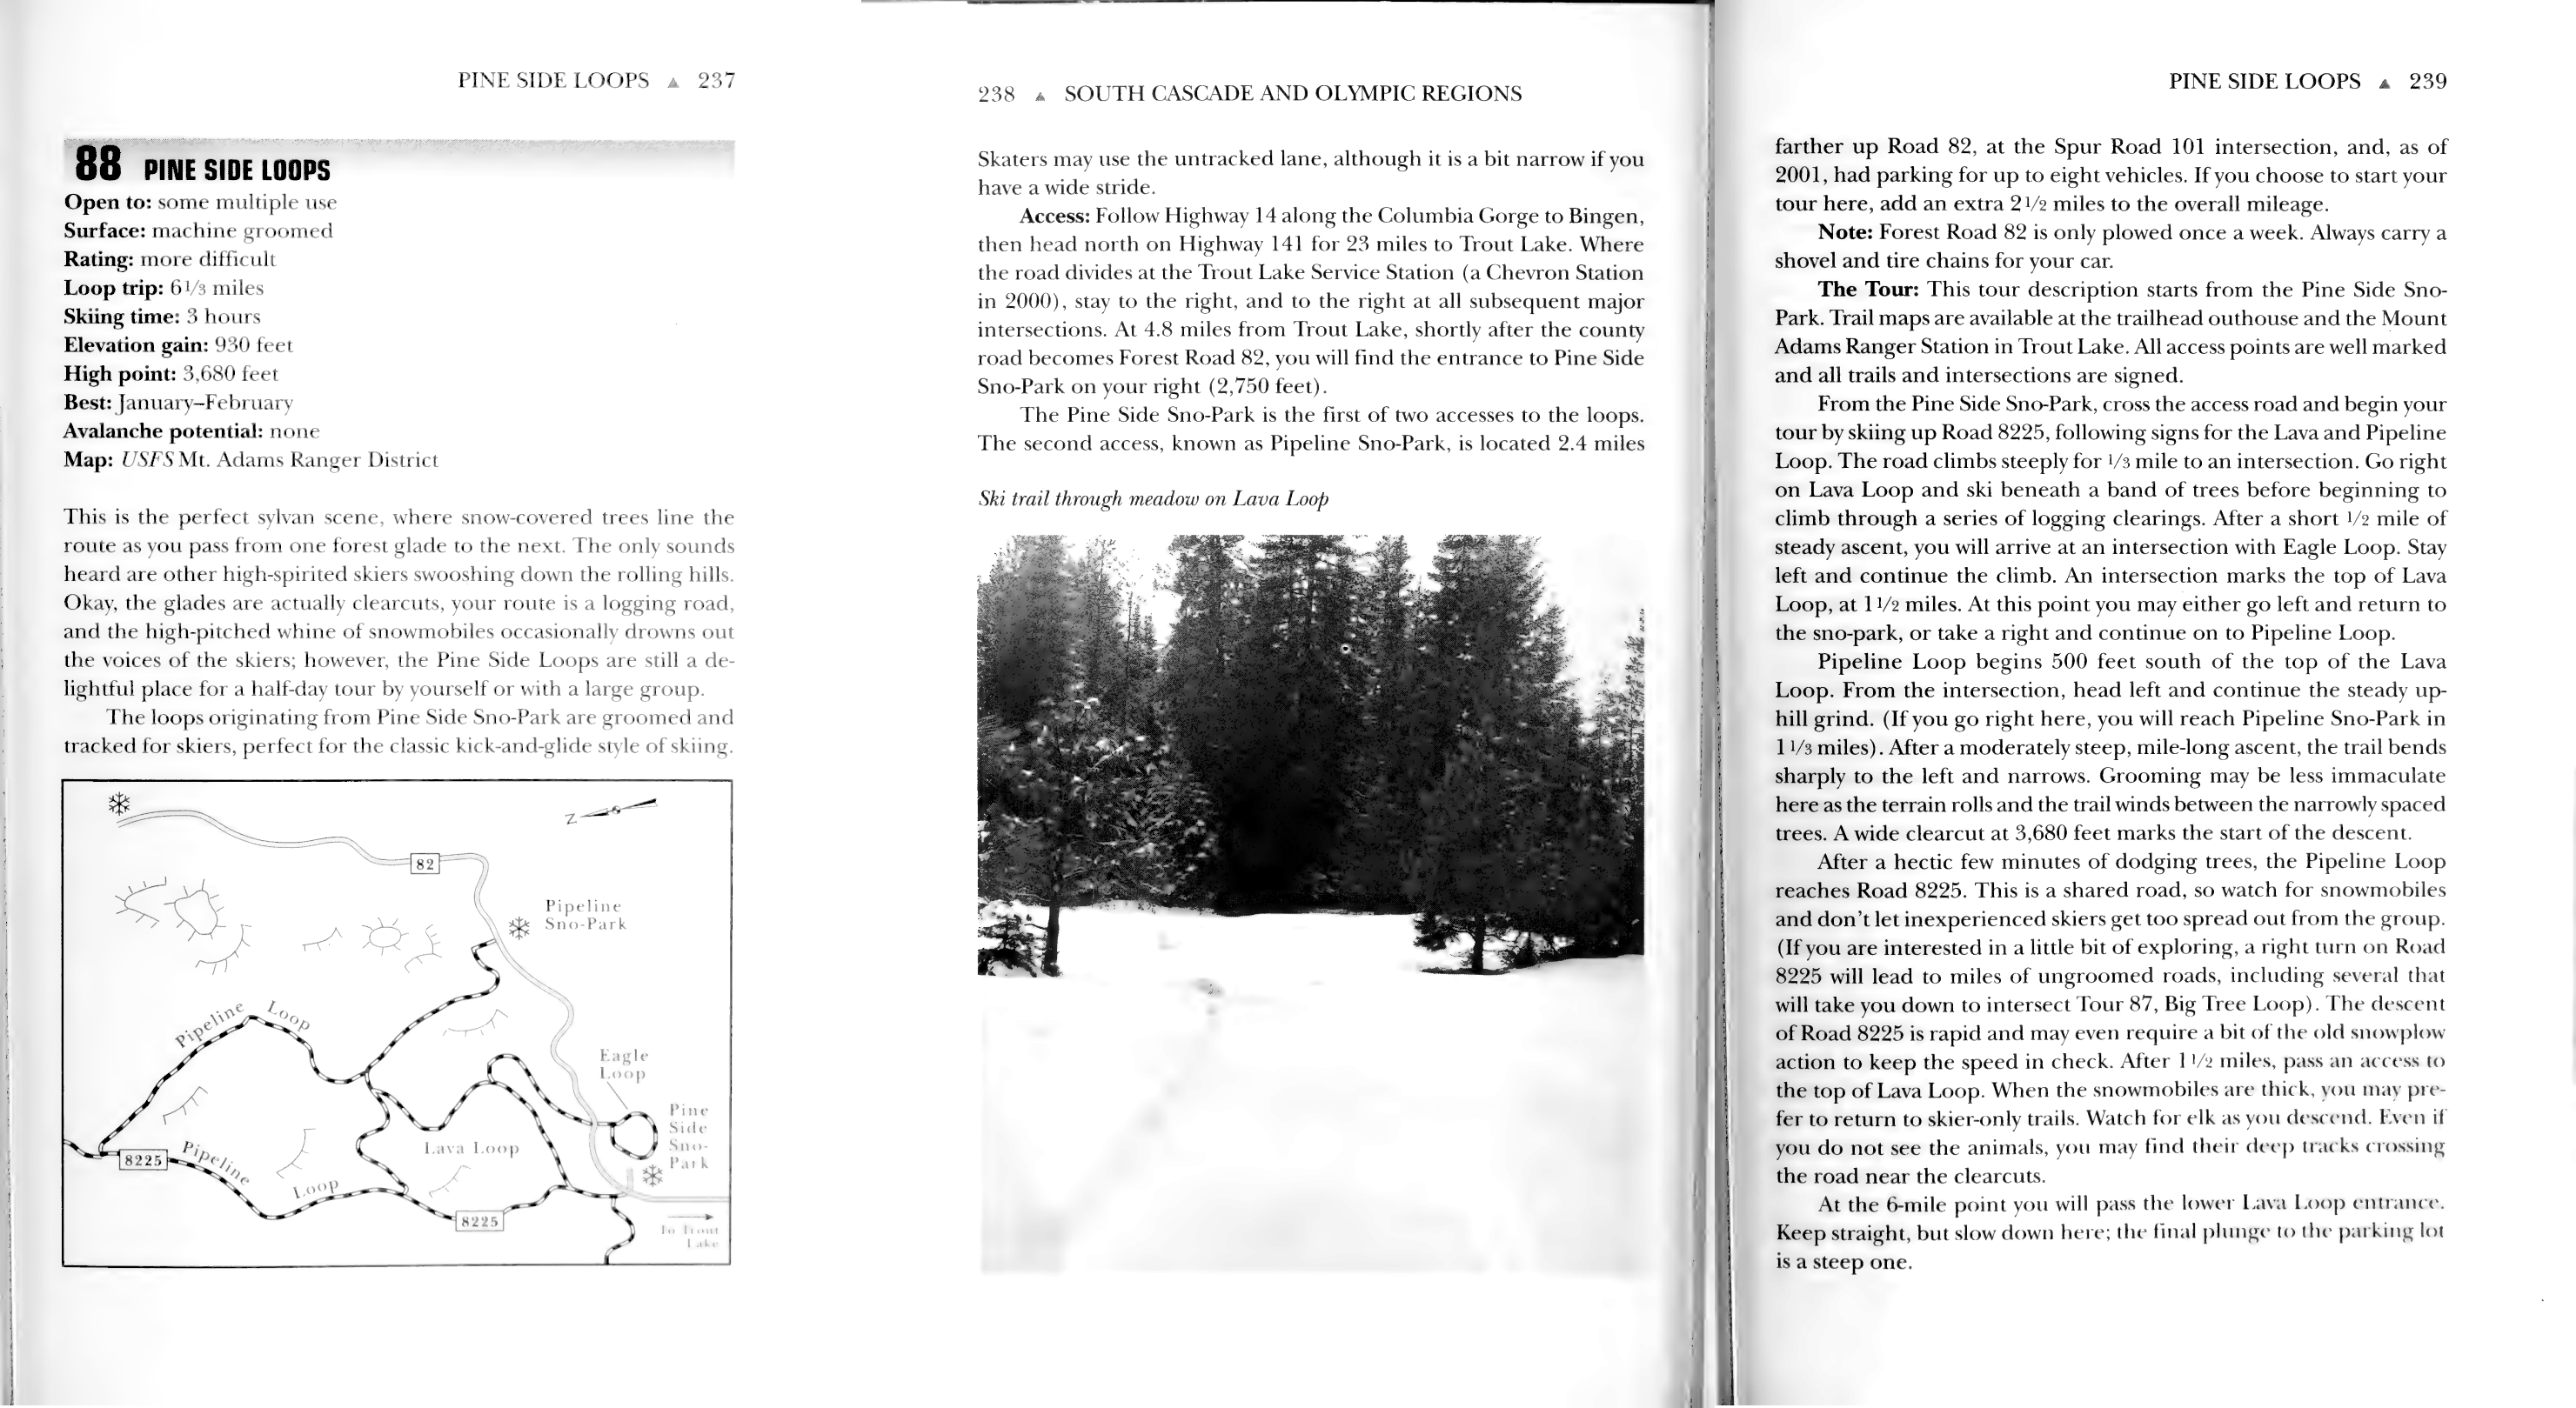 PINE SIDE LOOPS ▲ 237
88 PINE SIDE LOOPS
Open to: some multiple use
Surface: machine groomed
Rating: more difficult
Loop trip: 6 1/3 miles
Skiing time: 3 hours
Elevation gain: 930 feet
High point: 3,680 feet
Best: January–February
Avalanche potential: none
Map: USFS Mt. Adams Ranger District
This is the perfect sylvan scene, where snow-covered trees line the
route as you pass from one forest glade to the next. The only sounds
heard are other high-spirited skiers swooshing down the rolling hills.
Okay, the glades are actually clearcuts, your route is a logging road,
and the high-pitched whine of snowmobiles occasionally drowns out
the voices of the skiers; however, the Pine Side Loops are still a de-
lightful place for a half-day tour by yourself or with a large group.
The loops originating from Pine Side Sno-Park are groomed and
tracked for skiers, perfect for the classic kick-and-glide style of skiing.
N
82
Pipeline
Sno-Park
Pipeline Loop
Eagle
Loop
Pine
Side
Sno-
Park
Lava Loop
8225
Pipeline
Loop
8225
To Trout
Lake
238 ▲ SOUTH CASCADE AND OLYMPIC REGIONS
Skaters may use the untracked lane, although it is a bit narrow if you
have a wide stride.
Access: Follow Highway 14 along the Columbia Gorge to Bingen,
then head north on Highway 141 for 23 miles to Trout Lake. Where
the road divides at the Trout Lake Service Station (a Chevron Station
in 2000), stay to the right, and to the right at all subsequent major
intersections. At 4.8 miles from Trout Lake, shortly after the county
road becomes Forest Road 82, you will find the entrance to Pine Side
Sno-Park on your right (2,750 feet).
The Pine Side Sno-Park is the first of two accesses to the loops.
The second access, known as Pipeline Sno-Park, is located 2.4 miles
Ski trail through meadow on Lava Loop
PINE SIDE LOOPS ▲ 239
farther up Road 82, at the Spur Road 101 intersection, and, as of
2001, had parking for up to eight vehicles. If you choose to start your
tour here, add an extra 2 1/2 miles to the overall mileage.
Note: Forest Road 82 is only plowed once a week. Always carry a
shovel and tire chains for your car.
The Tour: This tour description starts from the Pine Side Sno-
Park. Trail maps are available at the trailhead outhouse and the Mount
Adams Ranger Station in Trout Lake. All access points are well marked
and all trails and intersections are signed.
From the Pine Side Sno-Park, cross the access road and begin your
tour by skiing up Road 8225, following signs for the Lava and Pipeline
Loop. The road climbs steeply for 1/3 mile to an intersection. Go right
on Lava Loop and ski beneath a band of trees before beginning to
climb through a series of logging clearings. After a short 1/2 mile of
steady ascent, you will arrive at an intersection with Eagle Loop. Stay
left and continue the climb. An intersection marks the top of Lava
Loop, at 1 1/2 miles. At this point you may either go left and return to
the sno-park, or take a right and continue on to Pipeline Loop.
Pipeline Loop begins 500 feet south of the top of the Lava
Loop. From the intersection, head left and continue the steady up-
hill grind. (If you go right here, you will reach Pipeline Sno-Park in
1 1/3 miles). After a moderately steep, mile-long ascent, the trail bends
sharply to the left and narrows. Grooming may be less immaculate
here as the terrain rolls and the trail winds between the narrowly spaced
trees. A wide clearcut at 3,680 feet marks the start of the descent.
After a hectic few minutes of dodging trees, the Pipeline Loop
reaches Road 8225. This is a shared road, so watch for snowmobiles
and don't let inexperienced skiers get too spread out from the group.
(If you are interested in a little bit of exploring, a right turn on Road
8225 will lead to miles of ungroomed roads, including several that
will take you down to intersect Tour 87, Big Tree Loop). The descent
of Road 8225 is rapid and may even require a bit of the old snowplow
action to keep the speed in check. After 1 1/2 miles, pass an access to
the top of Lava Loop. When the snowmobiles are thick, you may pre-
fer to return to skier-only trails. Watch for elk as you descend. Even if
you do not see the animals, you may find their deep tracks crossing
the road near the clearcuts.
At the 6-mile point you will pass the lower Lava Loop entrance.
Keep straight, but slow down here; the final plunge to the parking lot
is a steep one.